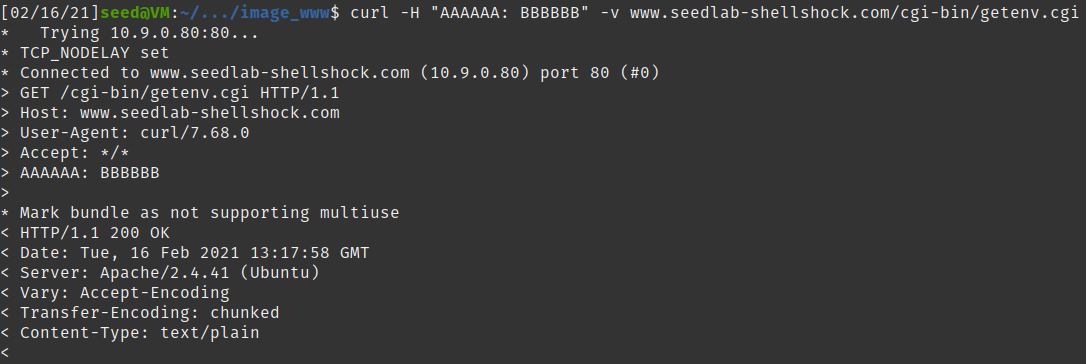 [02/16/21]seed@VM:~/.../image_www$ curl -H "AAAAAA: BBBBBB" -v www.seedlab-shellshock.com/cgi-bin/getenv.cgi
*   Trying 10.9.0.80:80...
* TCP_NODELAY set
* Connected to www.seedlab-shellshock.com (10.9.0.80) port 80 (#0)
> GET /cgi-bin/getenv.cgi HTTP/1.1
> Host: www.seedlab-shellshock.com
> User-Agent: curl/7.68.0
> Accept: */*
> AAAAAA: BBBBBB
>
* Mark bundle as not supporting multiuse
< HTTP/1.1 200 OK
< Date: Tue, 16 Feb 2021 13:17:58 GMT
< Server: Apache/2.4.41 (Ubuntu)
< Vary: Accept-Encoding
< Transfer-Encoding: chunked
< Content-Type: text/plain
<